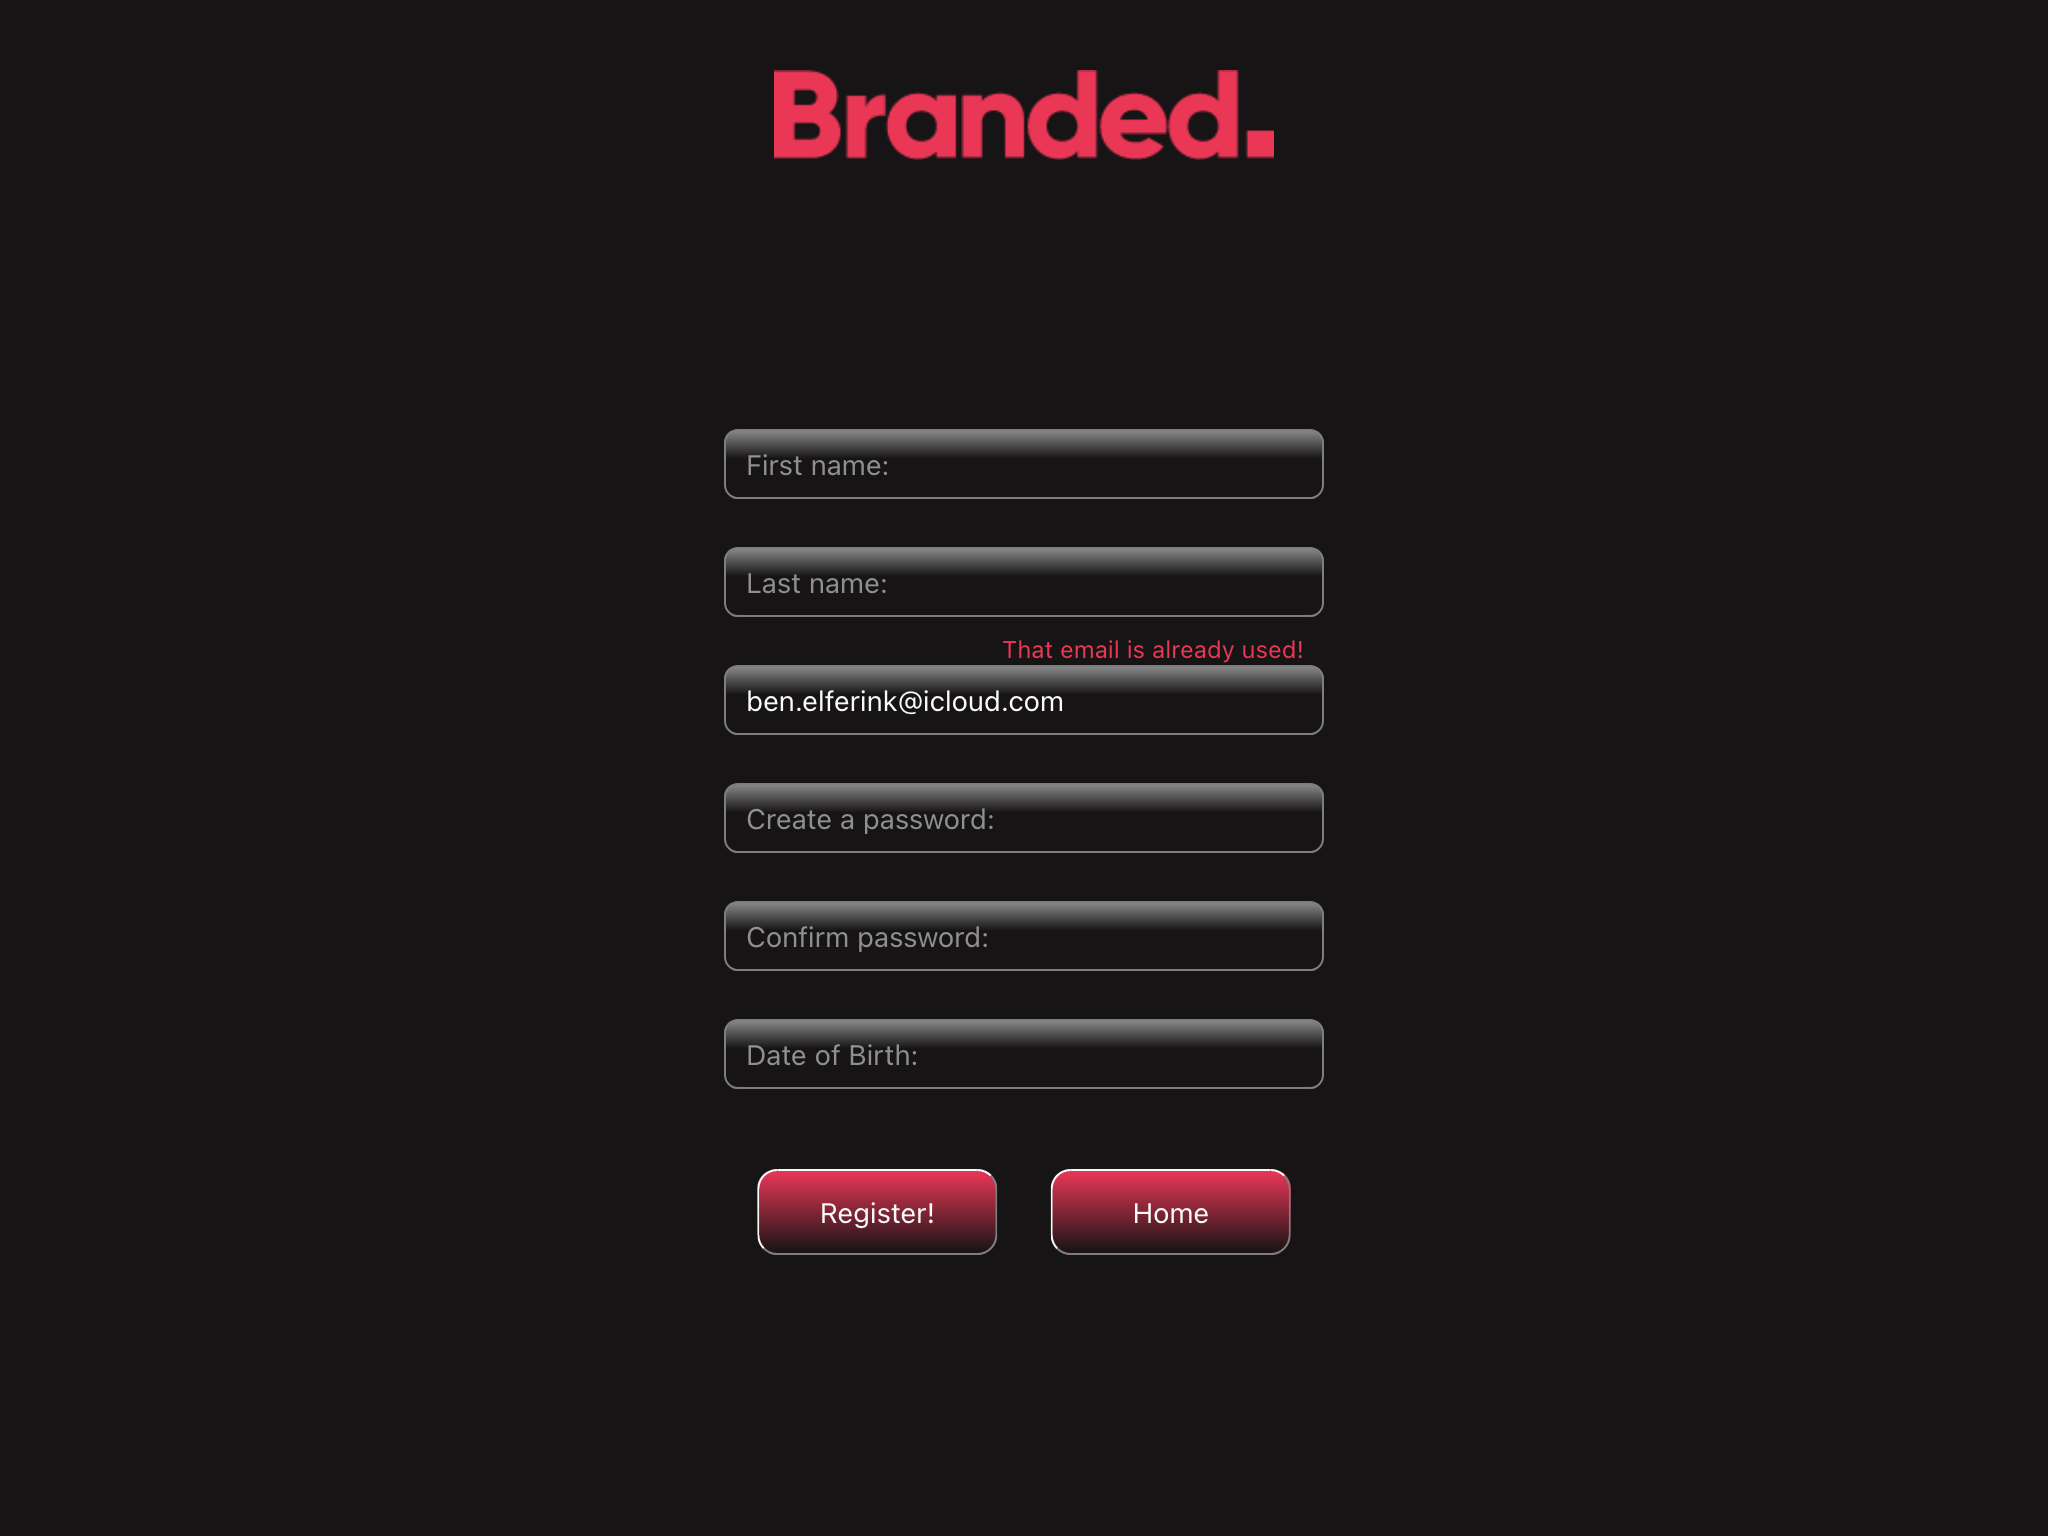 Branded.
First name:
Last name:
That email is already used!
ben.elferink@icloud.com
Create a password:
Confirm password:
Date of Birth:
Register!
Home